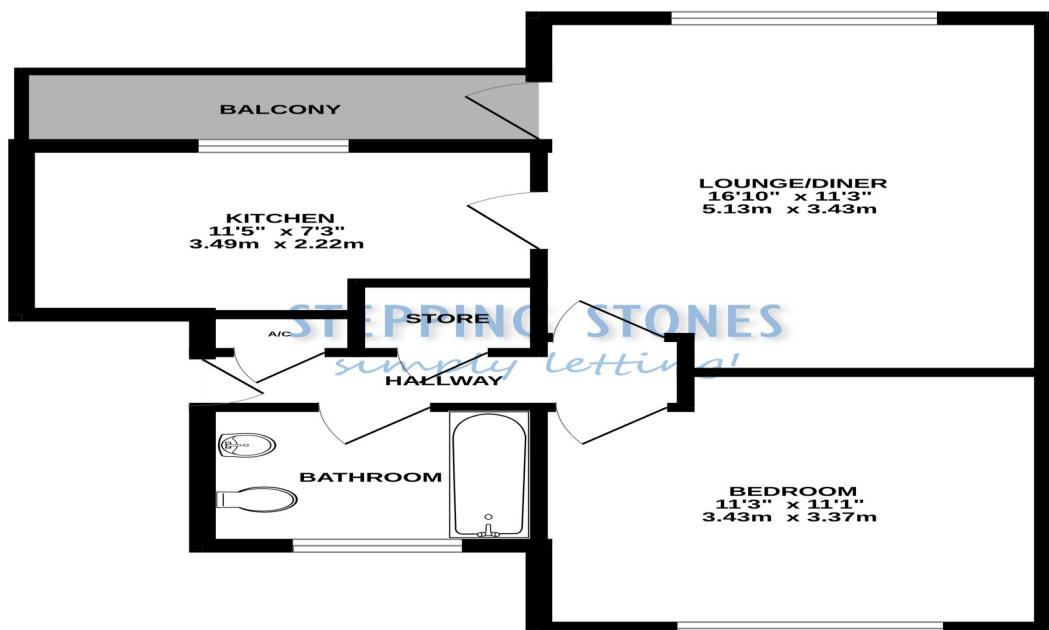 BALCONY
LOUNGE/DINER
16'10" x 11'3"
5.13m x 3.43m
KITCHEN
11'5" x 7'3"
3.49m x 2.22m
STEPPING STONES
simply letting!
A/C
STORE
HALLWAY
BATHROOM
BEDROOM
11'3" x 11'1"
3.43m x 3.37m